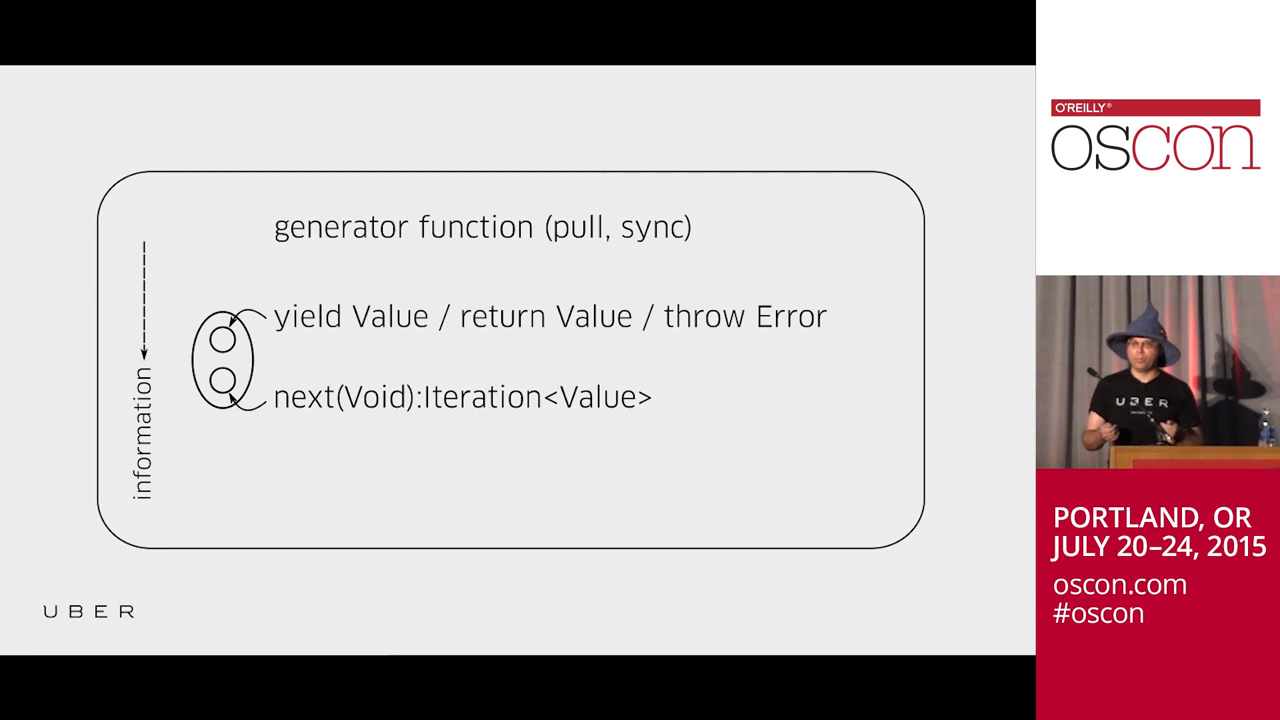 generator function (pull, sync)
yield Value / return Value / throw Error
next(Void):Iteration<Value>
information
UBER
O'REILLY®
oscon
UBER
PORTLAND, OR
JULY 20–24, 2015
oscon.com
#oscon